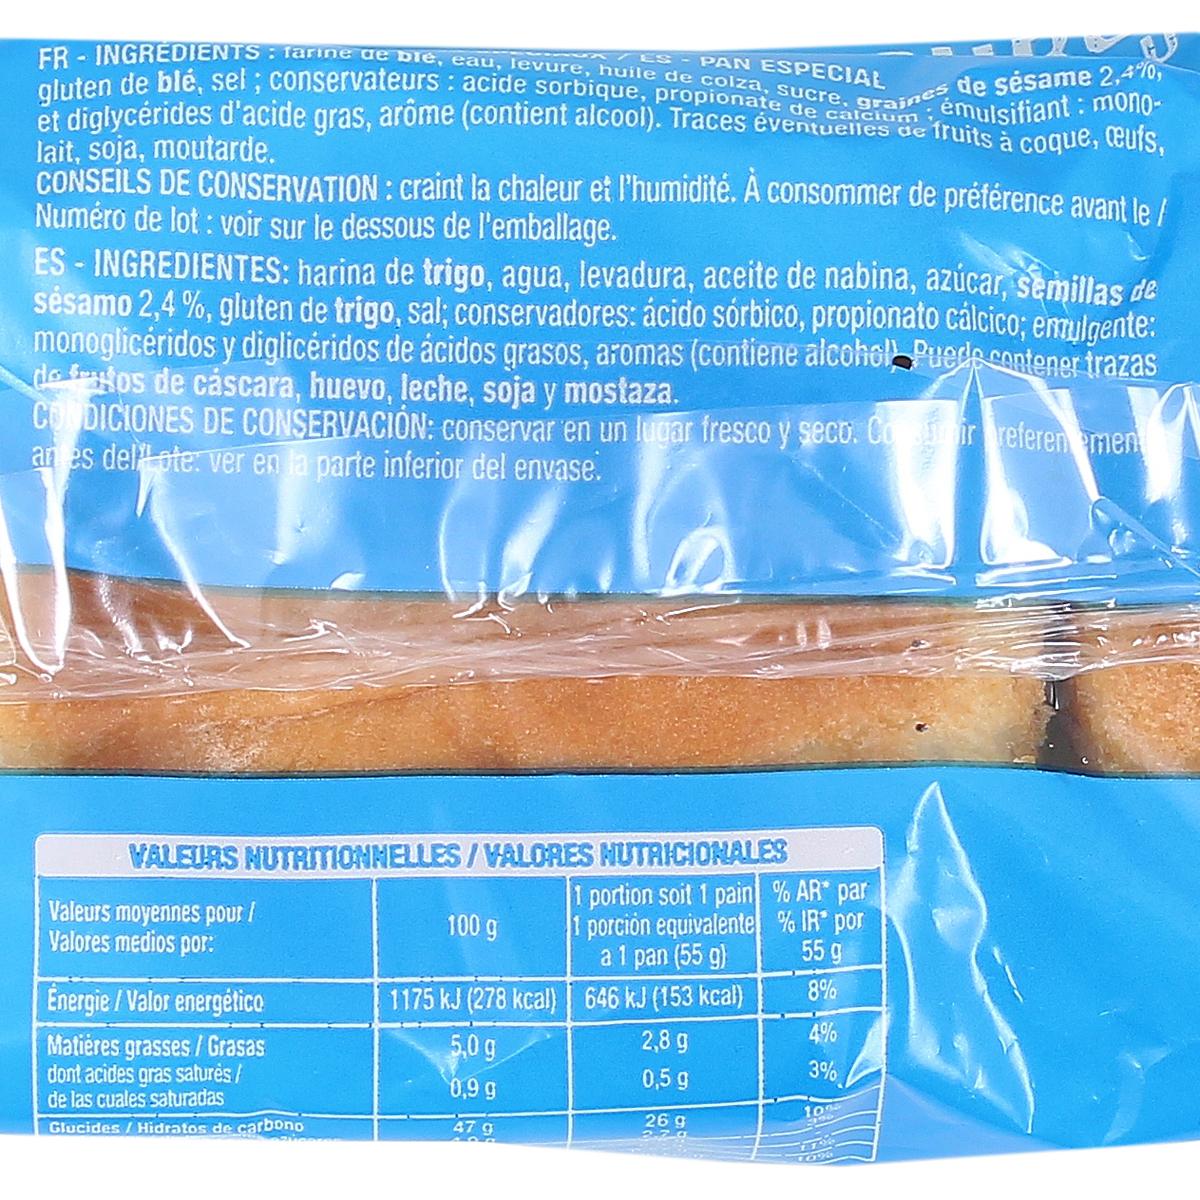 / ES - PAN ESPECIAL
FR - INGRÉDIENTS : farine de blé, eau, levure, huile de colza, sucre, graines de sésame 2,4%,
gluten de blé, sel ; conservateurs : acide sorbique, propionate de calcium ; émulsifiant : mono-
et diglycérides d'acide gras, arôme (contient alcool). Traces éventuelles de fruits à coque, œufs,
lait, soja, moutarde.
CONSEILS DE CONSERVATION : craint la chaleur et l'humidité. À consommer de préférence avant le /
Numéro de lot : voir sur le dessous de l'emballage.
ES - INGREDIENTES: harina de trigo, agua, levadura, aceite de nabina, azúcar, semillas de
sésamo 2,4 %, gluten de trigo, sal; conservadores: ácido sórbico, propionato cálcico; emulgente:
monoglicéridos y diglicéridos de ácidos grasos, aromas (contiene alcohol). Puede contener trazas
de frutos de cáscara, huevo, leche, soja y mostaza.
CONDICIONES DE CONSERVACIÓN: conservar en un lugar fresco y seco. Consumir preferentemente
antes del/Lote: ver en la parte inferior del envase.
VALEURS NUTRITIONNELLES / VALORES NUTRICIONALES
Valeurs moyennes pour /
Valores medios por:
100 g
1 portion soit 1 pain
1 porción equivalente
a 1 pan (55 g)
% AR* par
% IR* por
55 g
Énergie / Valor energético 1175 kJ (278 kcal) 646 kJ (153 kcal) 8%
Matières grasses / Grasas 5,0 g 2,8 g 4%
dont acides gras saturés /
de las cuales saturadas 0,9 g 0,5 g 3%
Glucides / Hidratos de carbono 47 g 26 g 10%